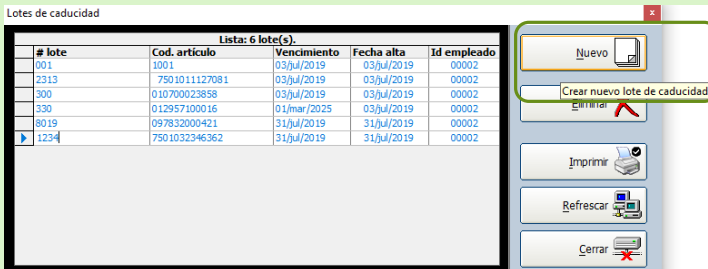 Lotes de caducidad
x
Lista: 6 lote(s).
# lote Cod. artículo Vencimiento Fecha alta Id empleado
001 1001 03/jul/2019 03/jul/2019 00002
2313 7501011127081 03/jul/2019 03/jul/2019 00002
300 010700023858 03/jul/2019 03/jul/2019 00002
330 012957100016 01/mar/2025 03/jul/2019 00002
8019 097832000421 31/jul/2019 31/jul/2019 00002
1234 7501032346362 31/jul/2019 31/jul/2019 00002
Nuevo
Crear nuevo lote de caducidad
Eliminar
Imprimir
Refrescar
Cerrar